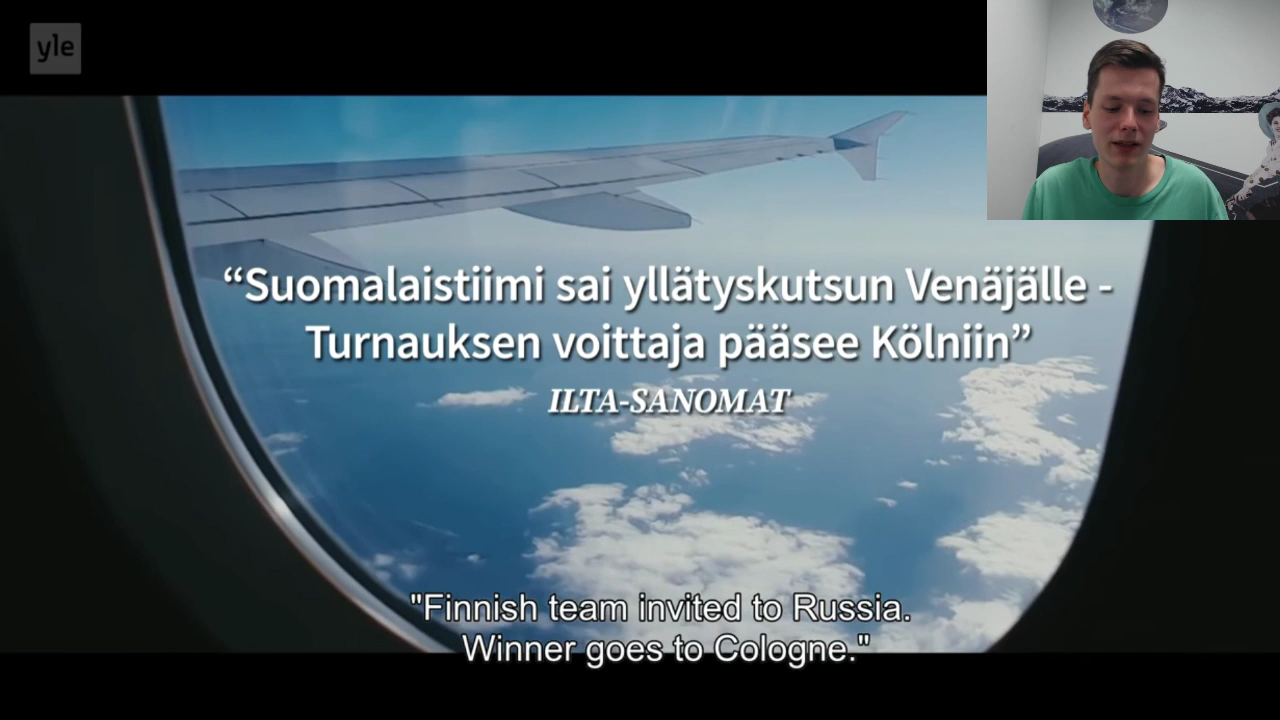 yle
“Suomalaistiimi sai yllätyskutsun Venäjälle -
Turnauksen voittaja pääsee Kölniin”
ILTA-SANOMAT
"Finnish team invited to Russia.
Winner goes to Cologne."